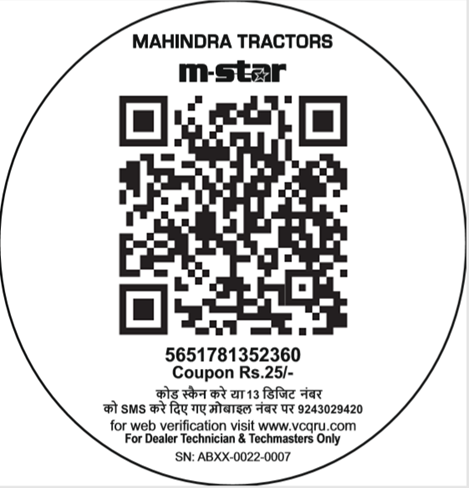 MAHINDRA TRACTORS
m-star
5651781352360
Coupon Rs.25/-
कोड स्कैन करे या 13 डिजिट नंबर
को SMS करे दिए गए मोबाइल नंबर पर 9243029420
for web verification visit www.vcqru.com
For Dealer Technician & Techmasters Only
SN: ABXX-0022-0007